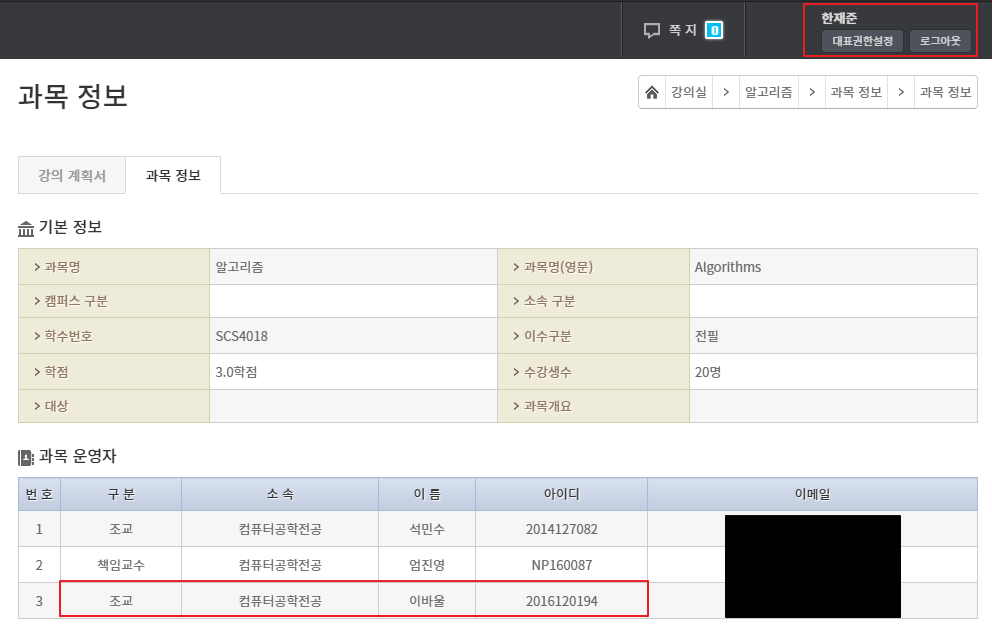 한재준
쪽 지 0
대표권한설정 로그아웃
과목 정보
강의실 > 알고리즘 > 과목 정보 > 과목 정보
강의 계획서 과목 정보
기본 정보
> 과목명 알고리즘 > 과목명(영문) Algorithms
> 캠퍼스 구분 > 소속 구분
> 학수번호 SCS4018 > 이수구분 전필
> 학점 3.0학점 > 수강생수 20명
> 대상 > 과목개요
과목 운영자
번 호 구 분 소 속 이 름 아이디 이메일
1 조교 컴퓨터공학전공 석민수 2014127082
2 책임교수 컴퓨터공학전공 엄진영 NP160087
3 조교 컴퓨터공학전공 이바울 2016120194